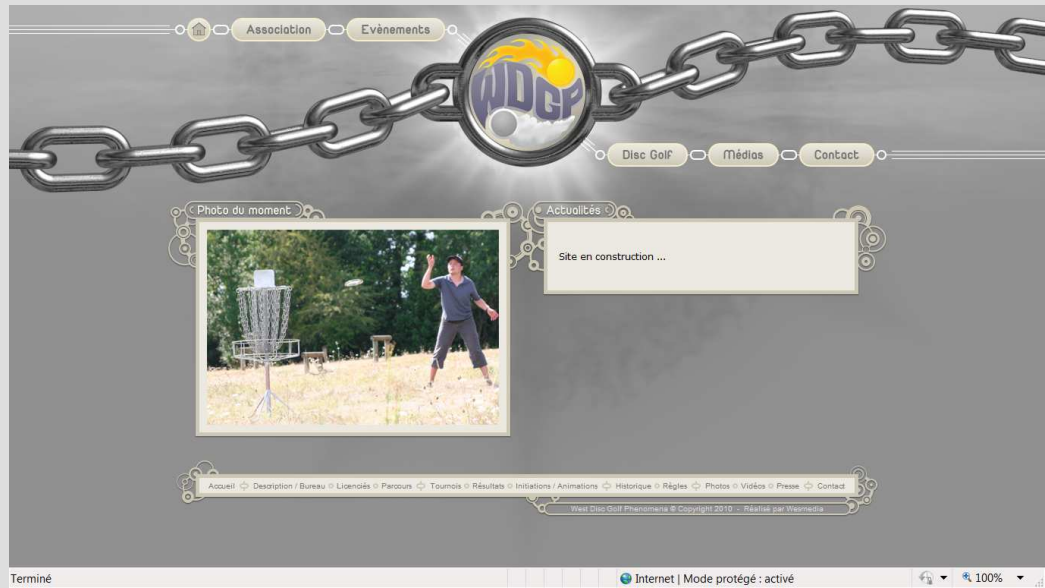 Association Evènements
WDGP
Disc Golf Médias Contact
Photo du moment
Actualités
Site en construction ...
Accueil Description / Bureau Licenciés Parcours Tournois Résultats Initiations / Animations Historique Règles Photos Vidéos Presse Contact
West Disc Golf Phenomena © Copyright 2010 - Réalisé par Wesmedia
Terminé
Internet | Mode protégé : activé
100%